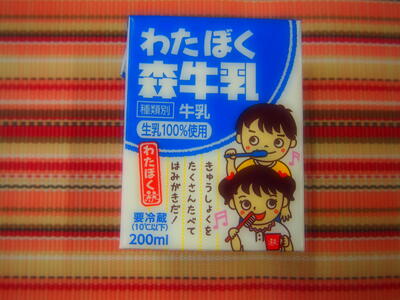 わたぼく
森牛乳
種類別 牛乳
生乳100%使用
わたぼく
きゅうしょくを
たくさんたべて
はみがきだ!
要冷蔵
(10℃以下)
200ml